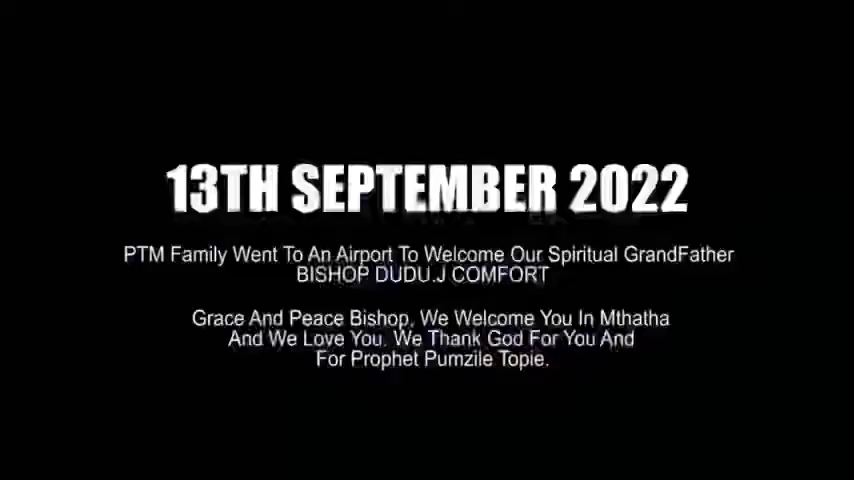 13TH SEPTEMBER 2022
PTM Family Went To An Airport To Welcome Our Spiritual GrandFather
BISHOP DUDU.J COMFORT
Grace And Peace Bishop, We Welcome You In Mthatha
And We Love You. We Thank God For You And
For Prophet Pumzile Topie.